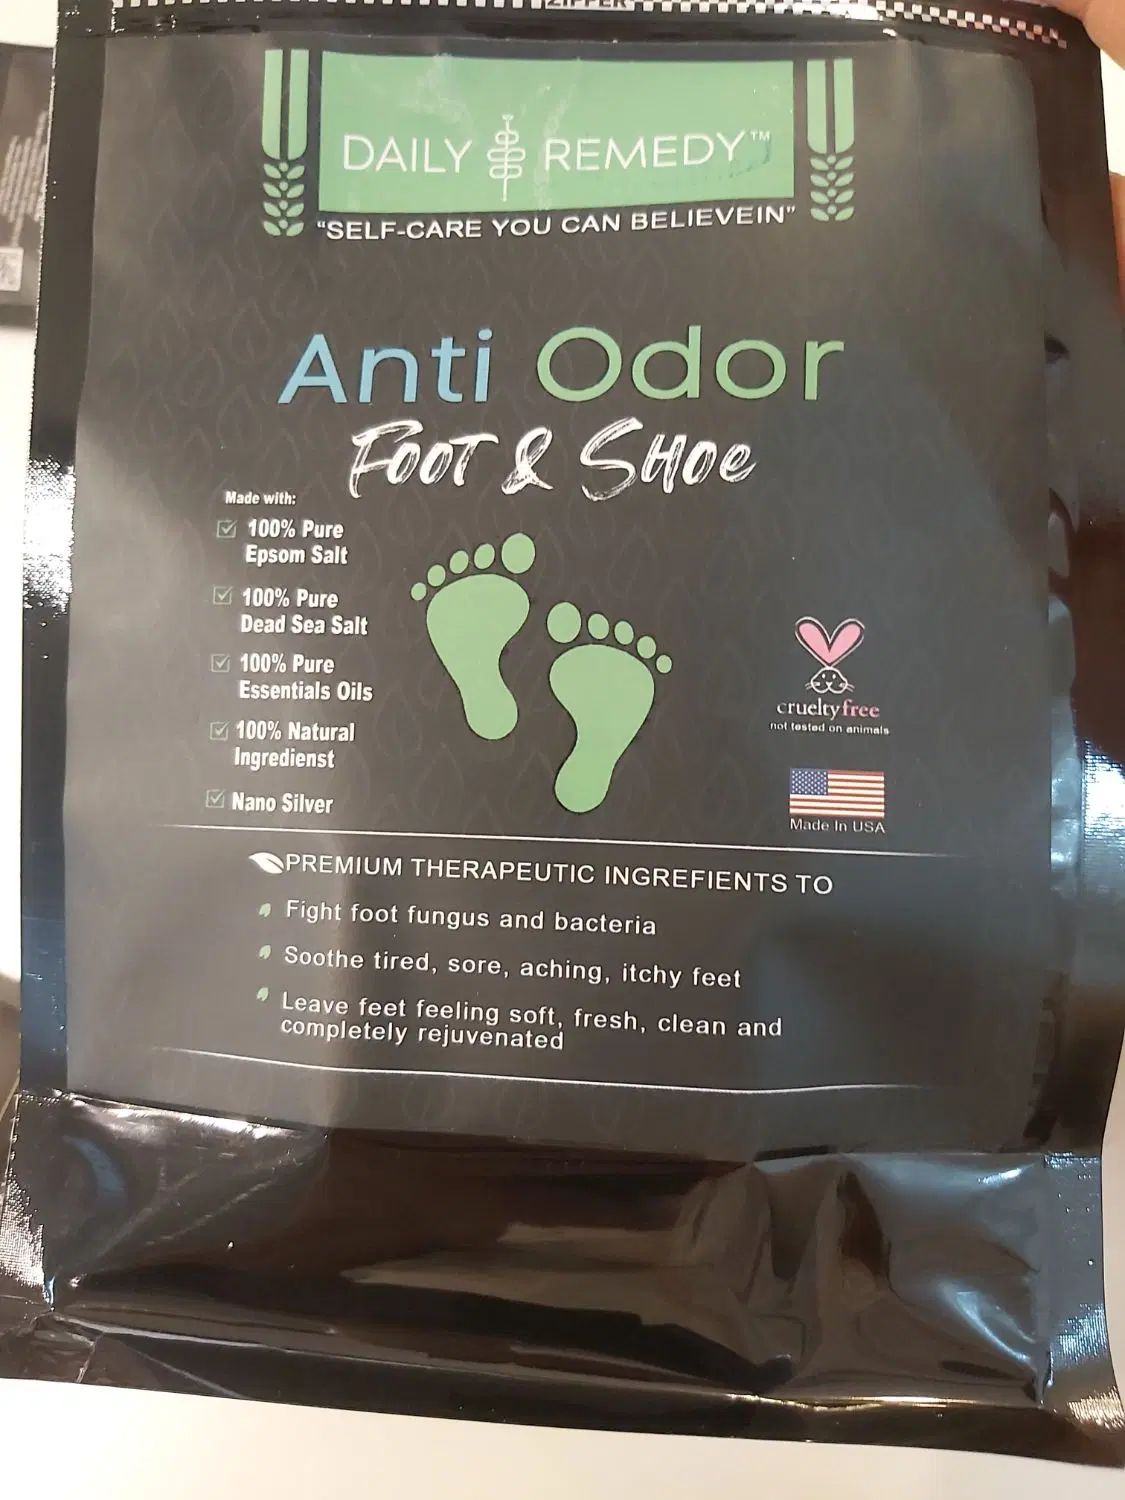 ZIPPER
DAILY REMEDY™
"SELF-CARE YOU CAN BELIEVEIN"
Anti Odor
FOOT & SHOE
Made with:
100% Pure
Epsom Salt
100% Pure
Dead Sea Salt
100% Pure
Essentials Oils
100% Natural
Ingredienst
Nano Silver
crueltyfree
not tested on animals
Made In USA
PREMIUM THERAPEUTIC INGREFIENTS TO
Fight foot fungus and bacteria
Soothe tired, sore, aching, itchy feet
Leave feet feeling soft, fresh, clean and
completely rejuvenated